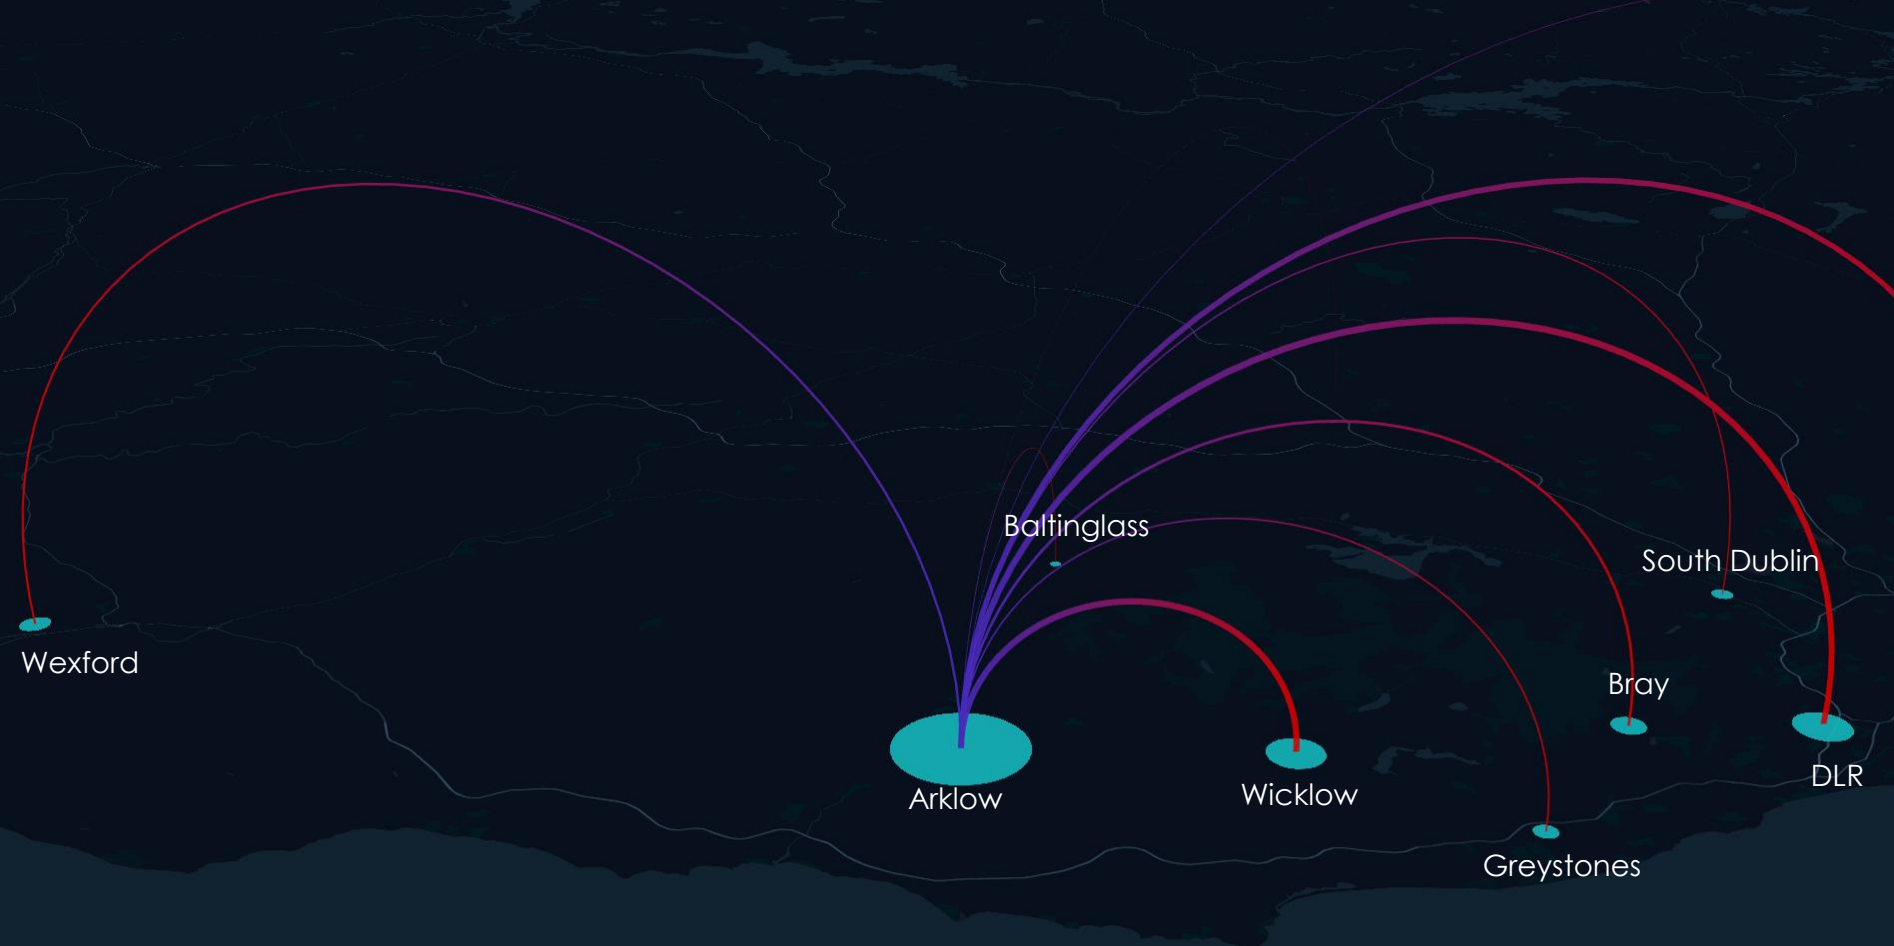 Baltinglass
South Dublin
Wexford
Bray
DLR
Arklow
Wicklow
Greystones